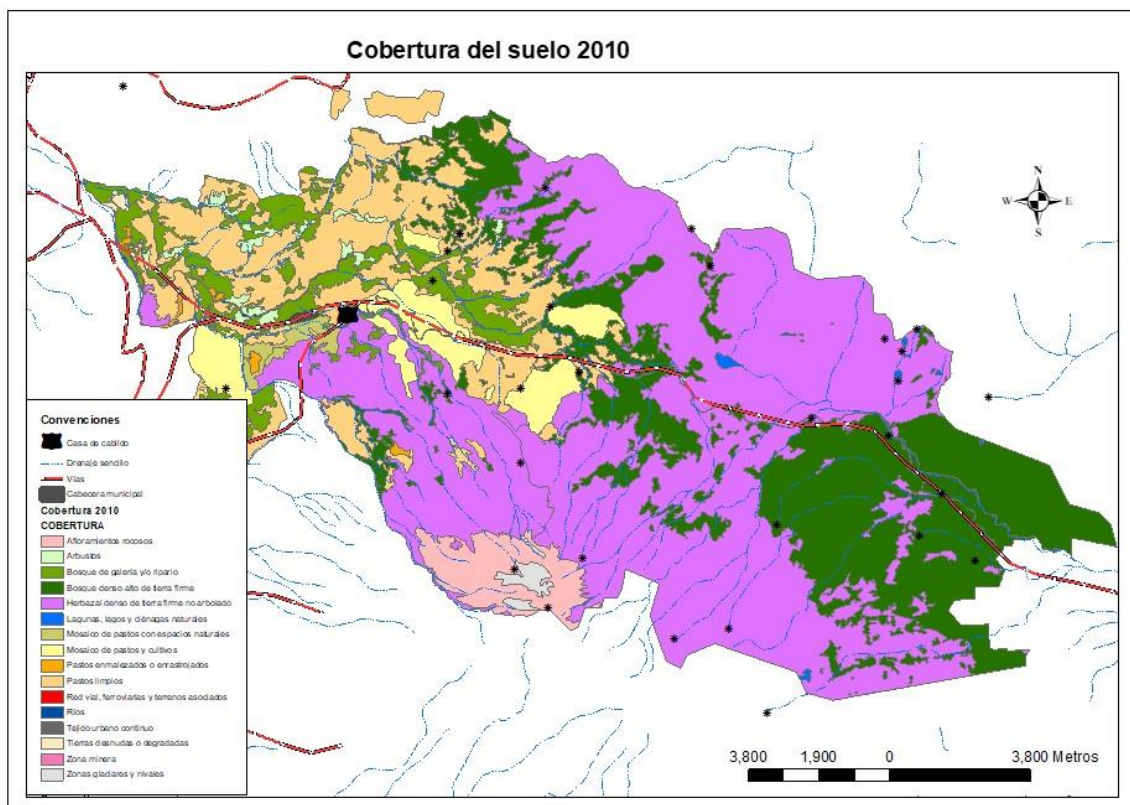 Cobertura del suelo 2010
N
W E
S
Convenciones
Casa de cabildo
Drenaje sencillo
Vias
Cabecera municipal
Cobertura 2010
COBERTURA
Afloramientos rocosos
Arbustos
Bosque de galería y/o ripario
Bosque denso alto de tierra firme
Herbazal denso de tierra firme no arbolado
Lagunas, lagos y ciénagas naturales
Mosaico de pastos con espacios naturales
Mosaico de pastos y cultivos
Pastos enmalezados o enrastrojados
Pastos limpios
Red vial, ferroviarias y terrenos asociados
Ríos
Tejido urbano continuo
Tierras desnudas o degradadas
Zona minera
Zonas glaciares y nivales
3,800 1,900 0 3,800 Metros